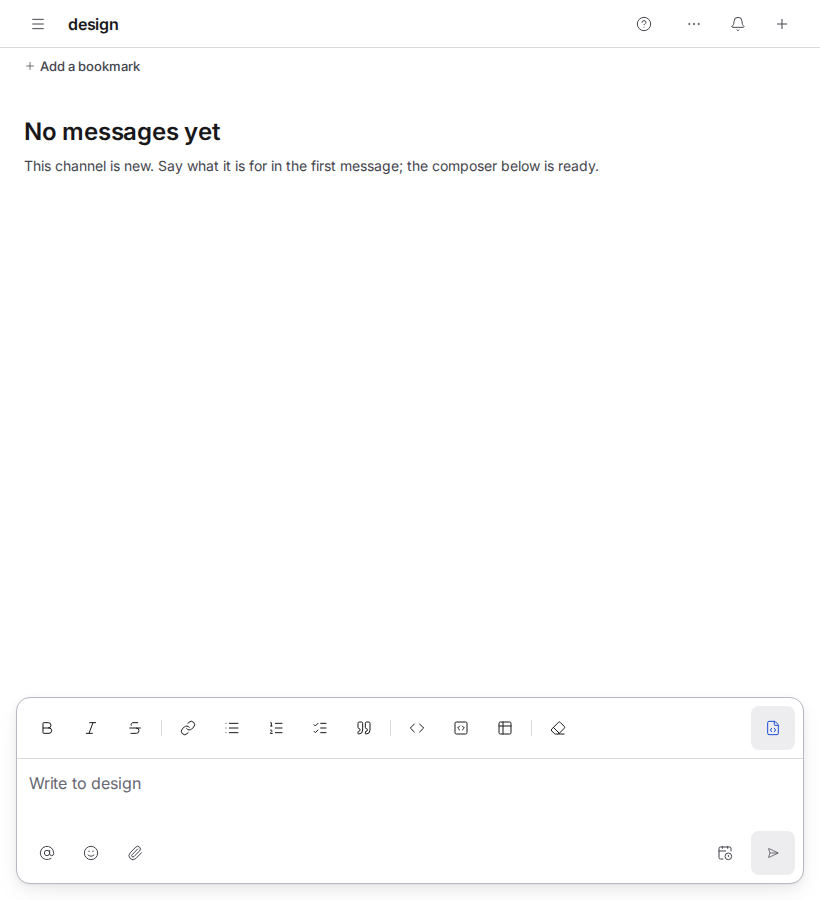 design
Add a bookmark
No messages yet
This channel is new. Say what it is for in the first message; the composer below is ready.
Write to design